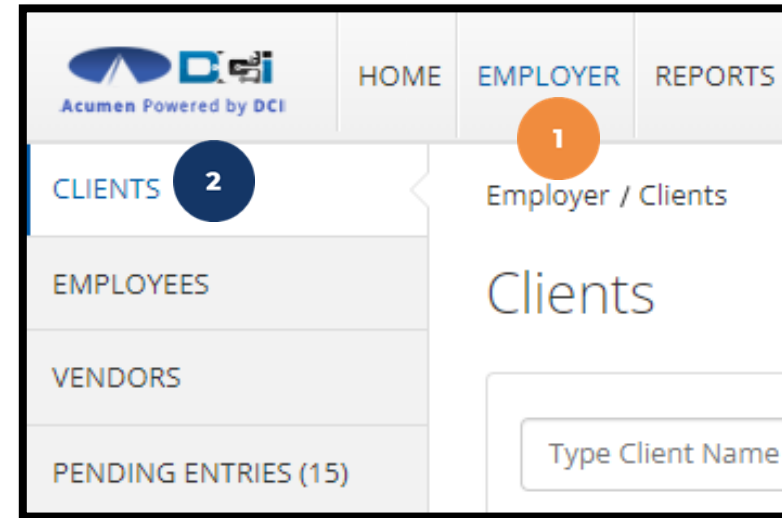 DCI
Acumen Powered by DCI
HOME EMPLOYER REPORTS
1
CLIENTS 2
Employer / Clients
EMPLOYEES
Clients
VENDORS
Type Client Name
PENDING ENTRIES (15)